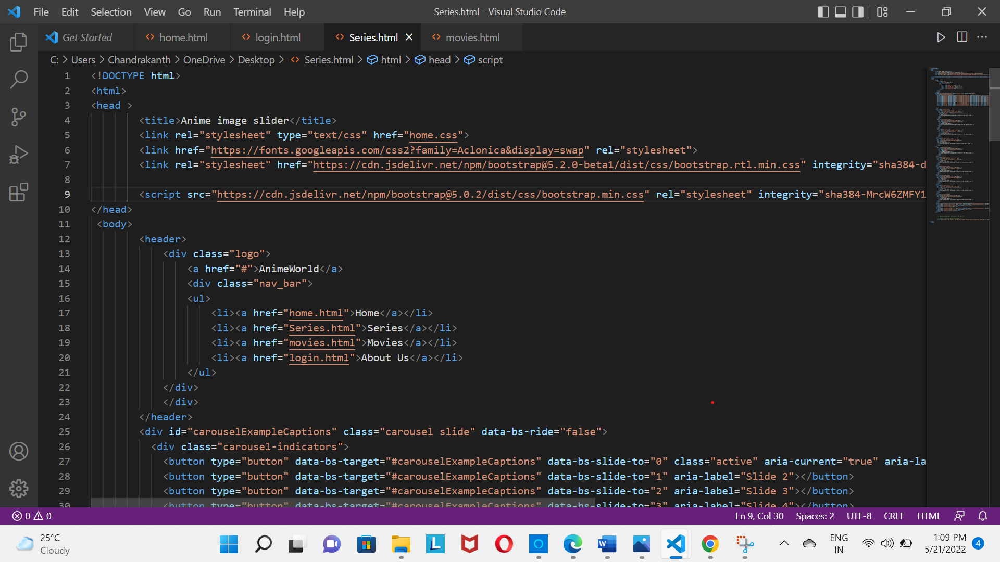 File Edit Selection View Go Run Terminal Help Series.html - Visual Studio Code
Get Started home.html login.html Series.html movies.html
C: > Users > Chandrakanth > OneDrive > Desktop > Series.html > html > head > script
1 <!DOCTYPE html>
2 <html>
3 <head >
4 <title>Anime image slider</title>
5 <link rel="stylesheet" type="text/css" href="home.css">
6 <link href="https://fonts.googleapis.com/css2?family=Aclonica&display=swap" rel="stylesheet">
7 <link rel="stylesheet" href="https://cdn.jsdelivr.net/npm/bootstrap@5.2.0-beta1/dist/css/bootstrap.rtl.min.css" integrity="sha384-d
8
9 <script src="https://cdn.jsdelivr.net/npm/bootstrap@5.0.2/dist/css/bootstrap.min.css" rel="stylesheet" integrity="sha384-MrcW6ZMFY1
10 </head>
11 <body>
12 <header>
13 <div class="logo">
14 <a href="#">AnimeWorld</a>
15 <div class="nav_bar">
16 <ul>
17 <li><a href="home.html">Home</a></li>
18 <li><a href="Series.html">Series</a></li>
19 <li><a href="movies.html">Movies</a></li>
20 <li><a href="login.html">About Us</a></li>
21 </ul>
22 </div>
23 </div>
24 </header>
25 <div id="carouselExampleCaptions" class="carousel slide" data-bs-ride="false">
26 <div class="carousel-indicators">
27 <button type="button" data-bs-target="#carouselExampleCaptions" data-bs-slide-to="0" class="active" aria-current="true" aria-la
28 <button type="button" data-bs-target="#carouselExampleCaptions" data-bs-slide-to="1" aria-label="Slide 2"></button>
29 <button type="button" data-bs-target="#carouselExampleCaptions" data-bs-slide-to="2" aria-label="Slide 3"></button>
30 <button type="button" data-bs-target="#carouselExampleCaptions" data-bs-slide-to="3" aria-label="Slide 4"></button>
0 0 Ln 9, Col 30 Spaces: 2 UTF-8 CRLF HTML
25°C
Cloudy
ENG
IN
1:09 PM
5/21/2022
4